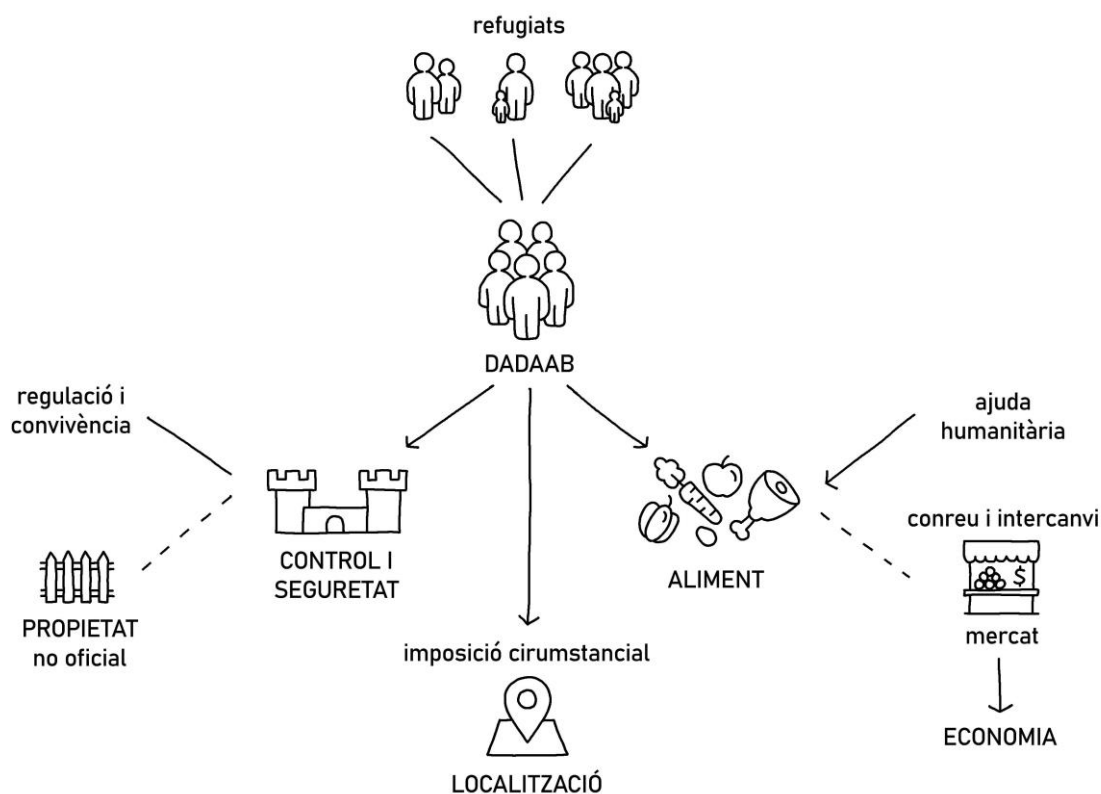 refugiats
DADAAB
regulació i
convivència
ajuda
humanitària
CONTROL I
SEGURETAT
ALIMENT
conreu i intercanvi
$
mercat
PROPIETAT
no oficial
imposició cirumstancial
LOCALITZACIÓ
ECONOMIA